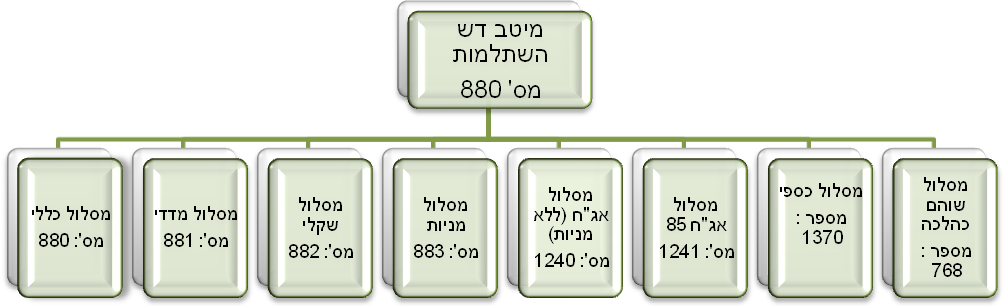 מיטב דש
השתלמות
מס' 880
מסלול שוהם
כהלכה
מספר :
768
מסלול כספי
מספר :
1370
מסלול
אג"ח 85
מס': 1241
מסלול
אג"ח (ללא
מניות)
מס': 1240
מסלול
מניות
מס': 883
מסלול
שקלי
מס': 882
מסלול מדדי
מס': 881
מסלול כללי
מס': 880